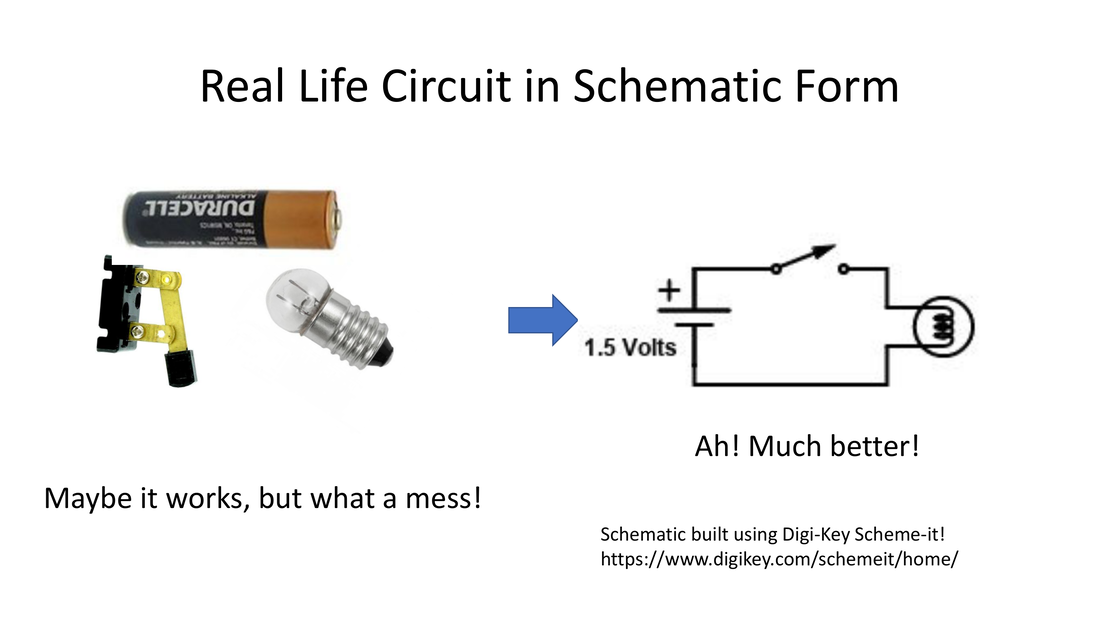 Real Life Circuit in Schematic Form
ALKALINE BATTERY
DURACELL
+
1.5 Volts
Ah! Much better!
Maybe it works, but what a mess!
Schematic built using Digi-Key Scheme-it!
https://www.digikey.com/schemeit/home/